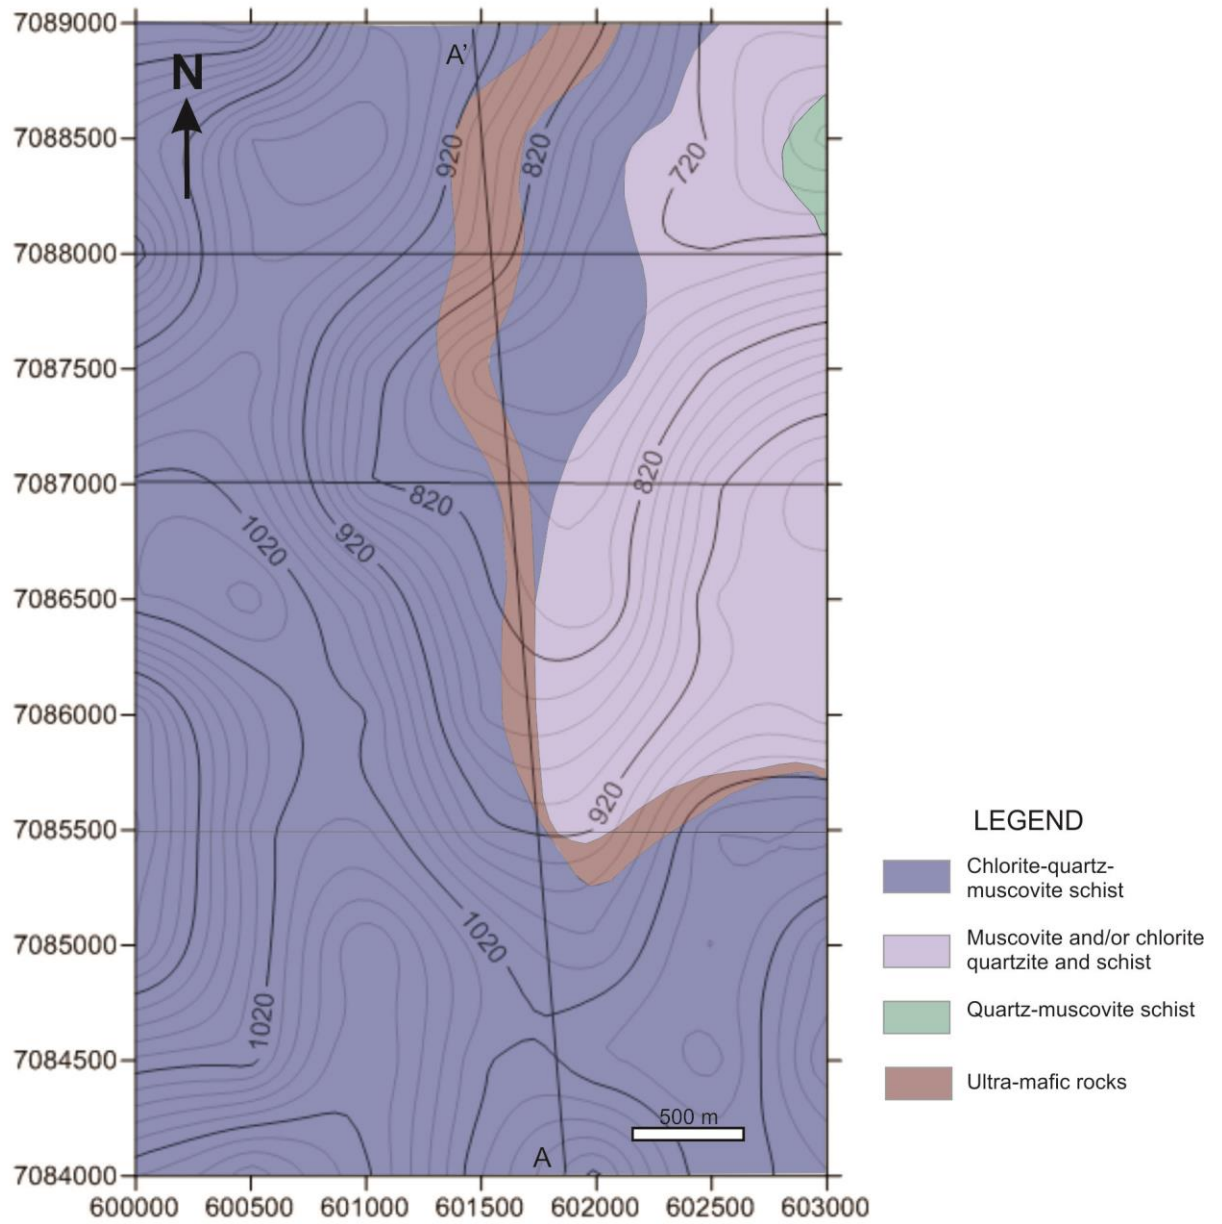 7089000
A’
N
920
820
720
7088500
7088000
7087500
820
7087000
820
1020
920
7086500
7086000
920
7085500
LEGEND
Chlorite-quartz-
muscovite schist
1020
Muscovite and/or chlorite
quartzite and schist
7085000
1020
Quartz-muscovite schist
7084500
Ultra-mafic rocks
500 m
A
7084000
600000 600500 601000 601500 602000 602500 603000